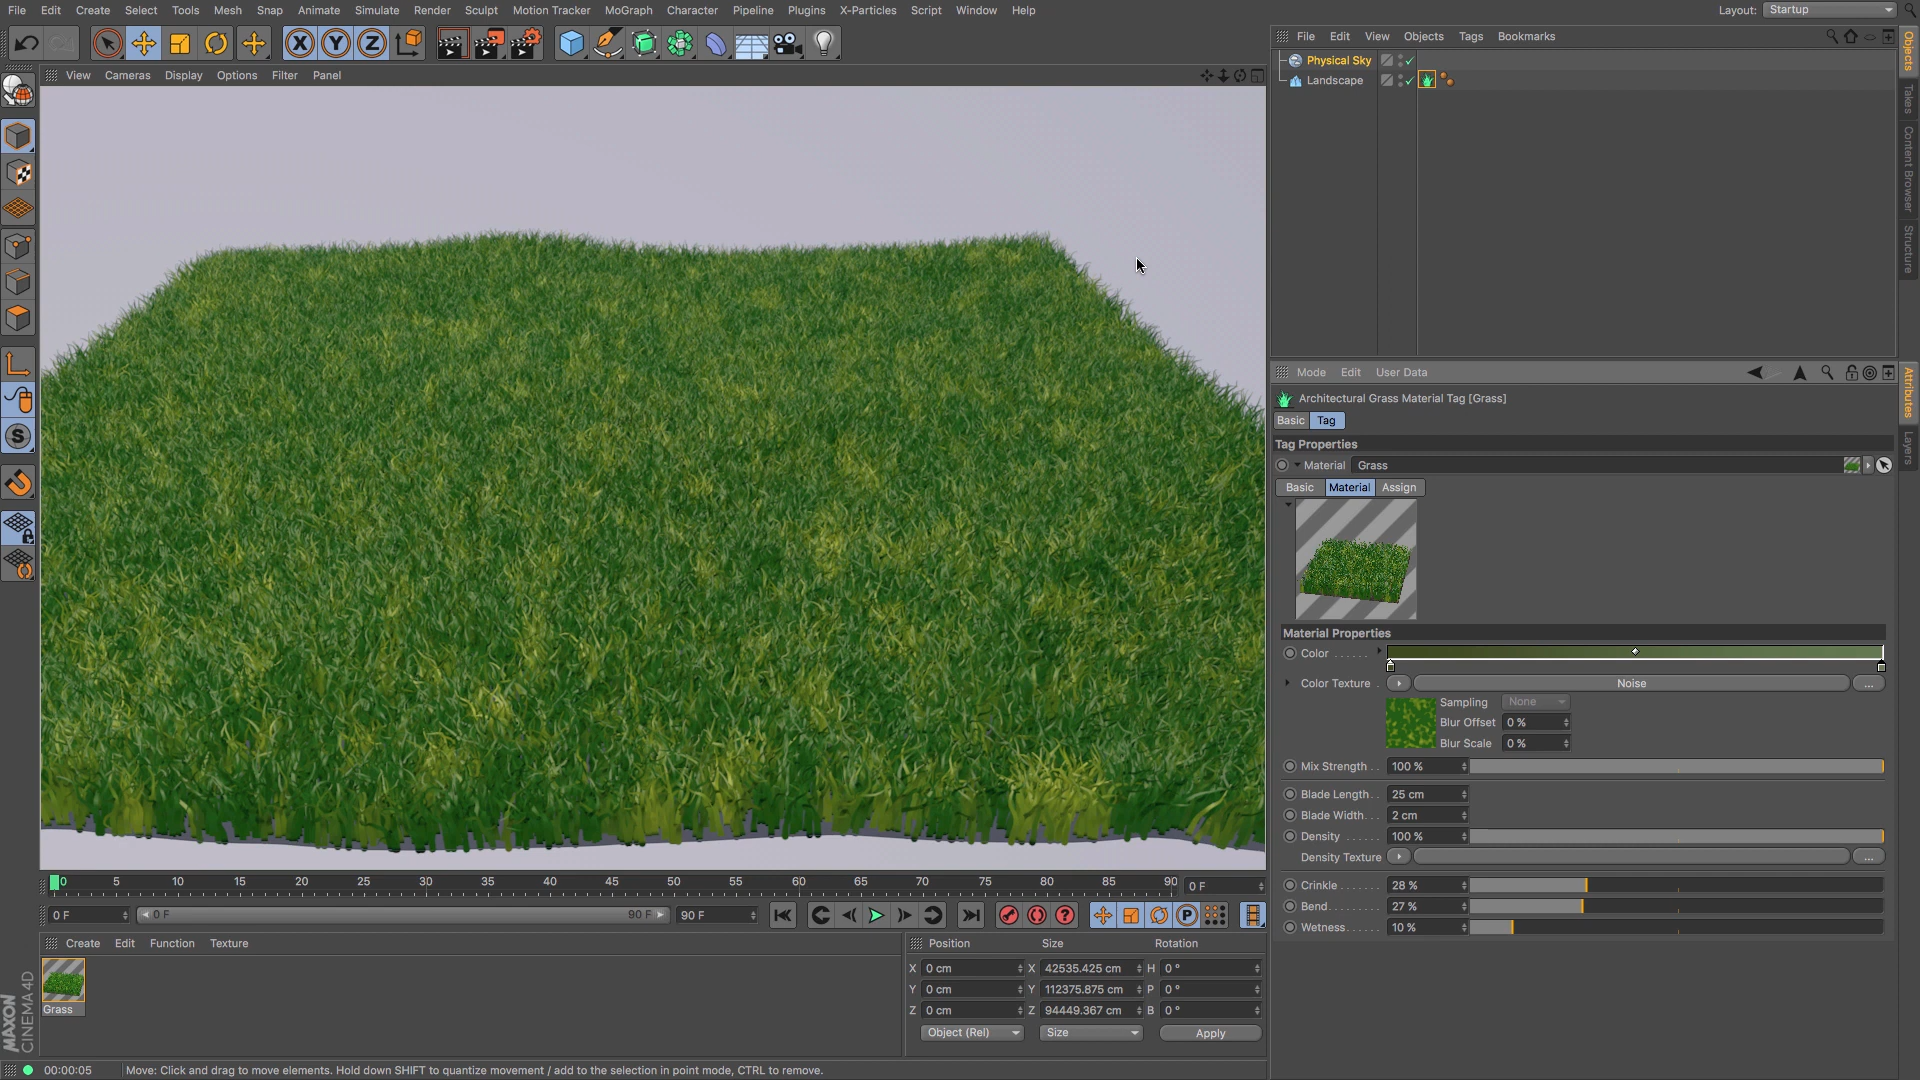 File Edit Create Select Tools Mesh Snap Animate Simulate Render Sculpt Motion Tracker MoGraph Character Pipeline Plugins X-Particles Script Window Help Layout: Startup
X Y Z
File Edit View Objects Tags Bookmarks
View Cameras Display Options Filter Panel
Physical Sky
Landscape
Objects
Takes
Content Browser
Structure
Mode Edit User Data
Architectural Grass Material Tag [Grass]
Basic Tag
Tag Properties
Material Grass
Basic Material Assign
Attributes
Layers
Material Properties
Color ......
Color Texture . Noise ...
Sampling None
Blur Offset 0 %
Blur Scale 0 %
Mix Strength .. 100 %
Blade Length .. 25 cm
Blade Width .. 2 cm
Density ...... 100 %
Density Texture ...
Crinkle ....... 28 %
Bend ........ 27 %
Wetness ...... 10 %
S
0 5 10 15 20 25 30 35 40 45 50 55 60 65 70 75 80 85 90 0 F
0 F 0 F 90 F 90 F P
Create Edit Function Texture
Grass
Position Size Rotation
X 0 cm X 42535.425 cm H 0 °
Y 0 cm Y 112375.875 cm P 0 °
Z 0 cm Z 94449.367 cm B 0 °
Object (Rel) Size Apply
MAXON
CINEMA 4D
00:00:05 Move: Click and drag to move elements. Hold down SHIFT to quantize movement / add to the selection in point mode, CTRL to remove.